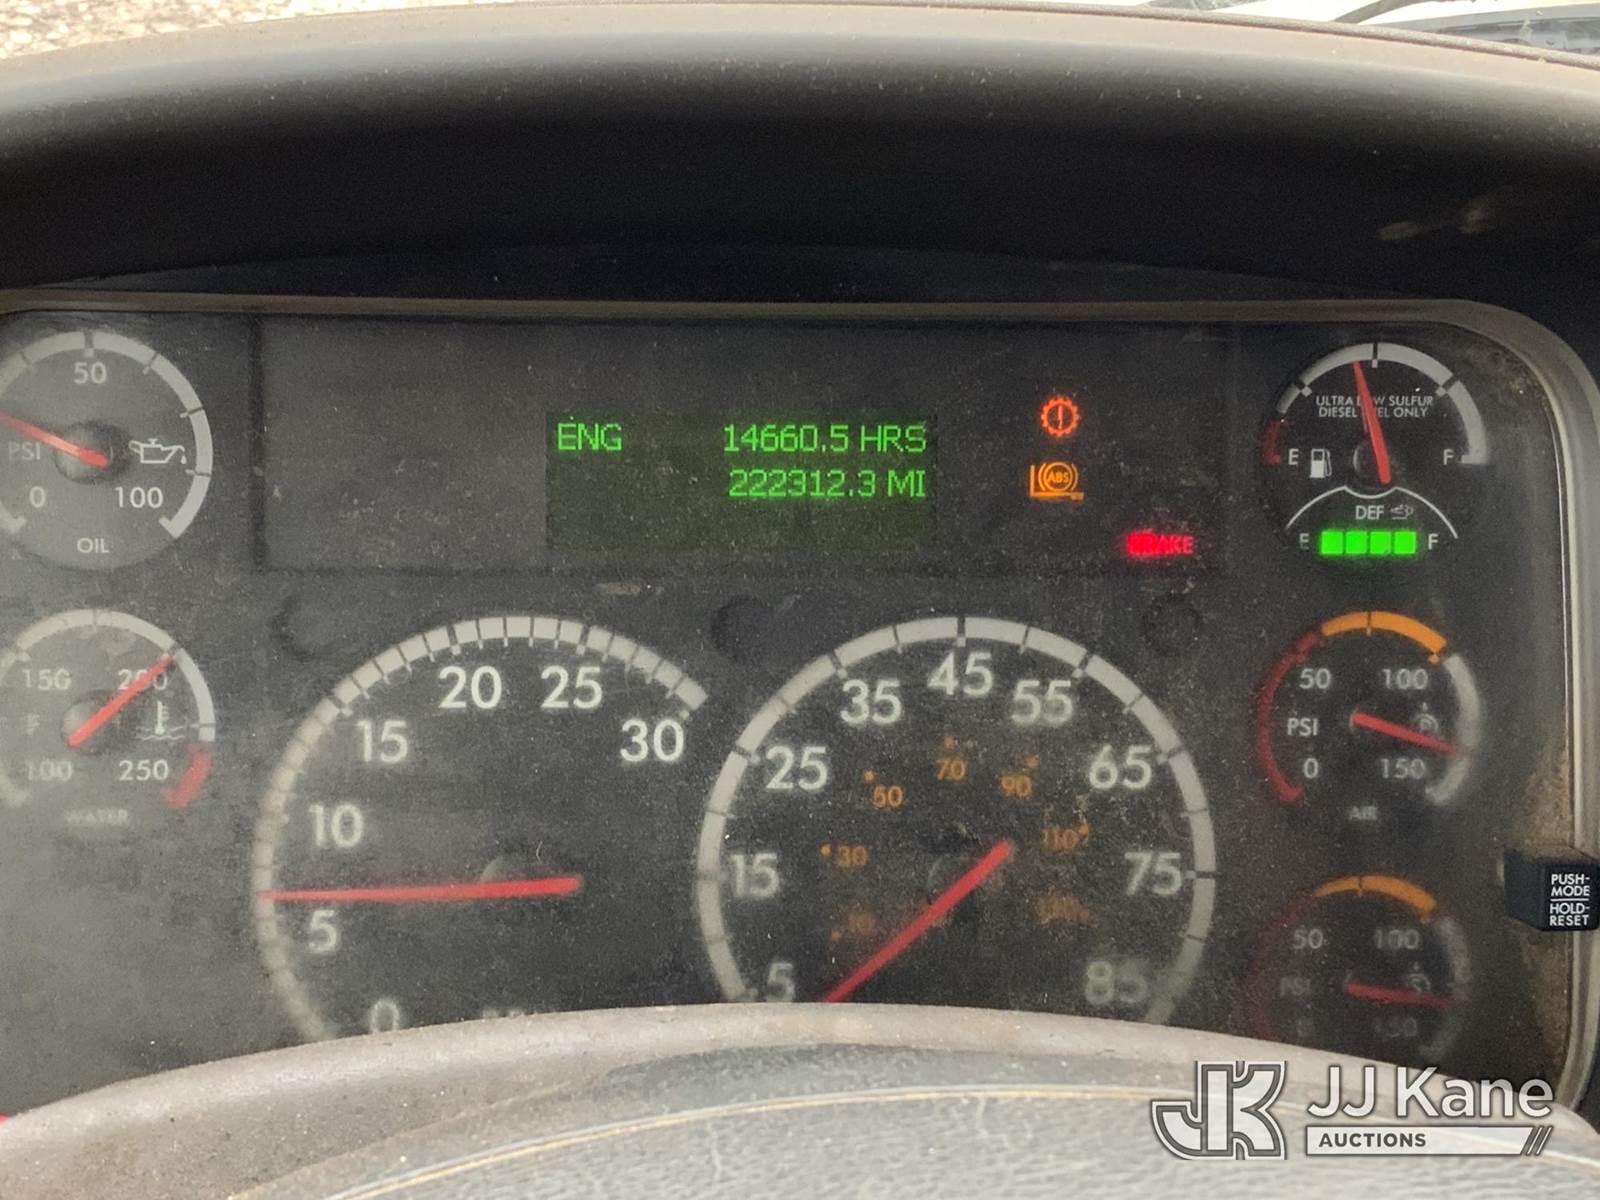 ENG 14660.5 HRS
222312.3 MI
50
PSI
0 100
OIL
150 200
F
100 250
WATER
0 5 10 15 20 25 30
5 15 25 35 45 55 65 75 85
30 50 70 90 110
ABS
BRAKE
ULTRA LOW SULFUR
DIESEL FUEL ONLY
E F
DEF
E F
50 100
PSI P
0 150
AIR
50 100
PSI
150
PUSH-
MODE
HOLD-
RESET
JK JJ Kane
AUCTIONS